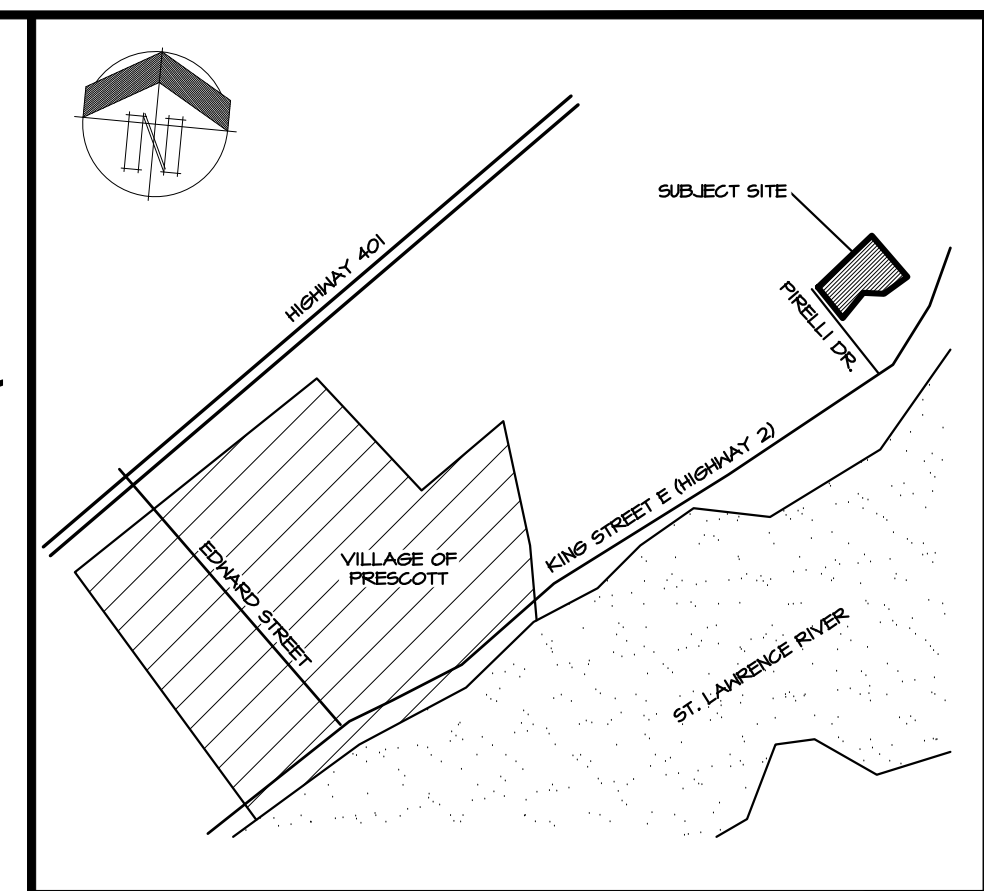 N
SUBJECT SITE
HIGHWAY 401
PIRELLI DR.
KING STREET E (HIGHWAY 2)
EDWARD STREET
VILLAGE OF
PRESCOTT
ST. LAWRENCE RIVER